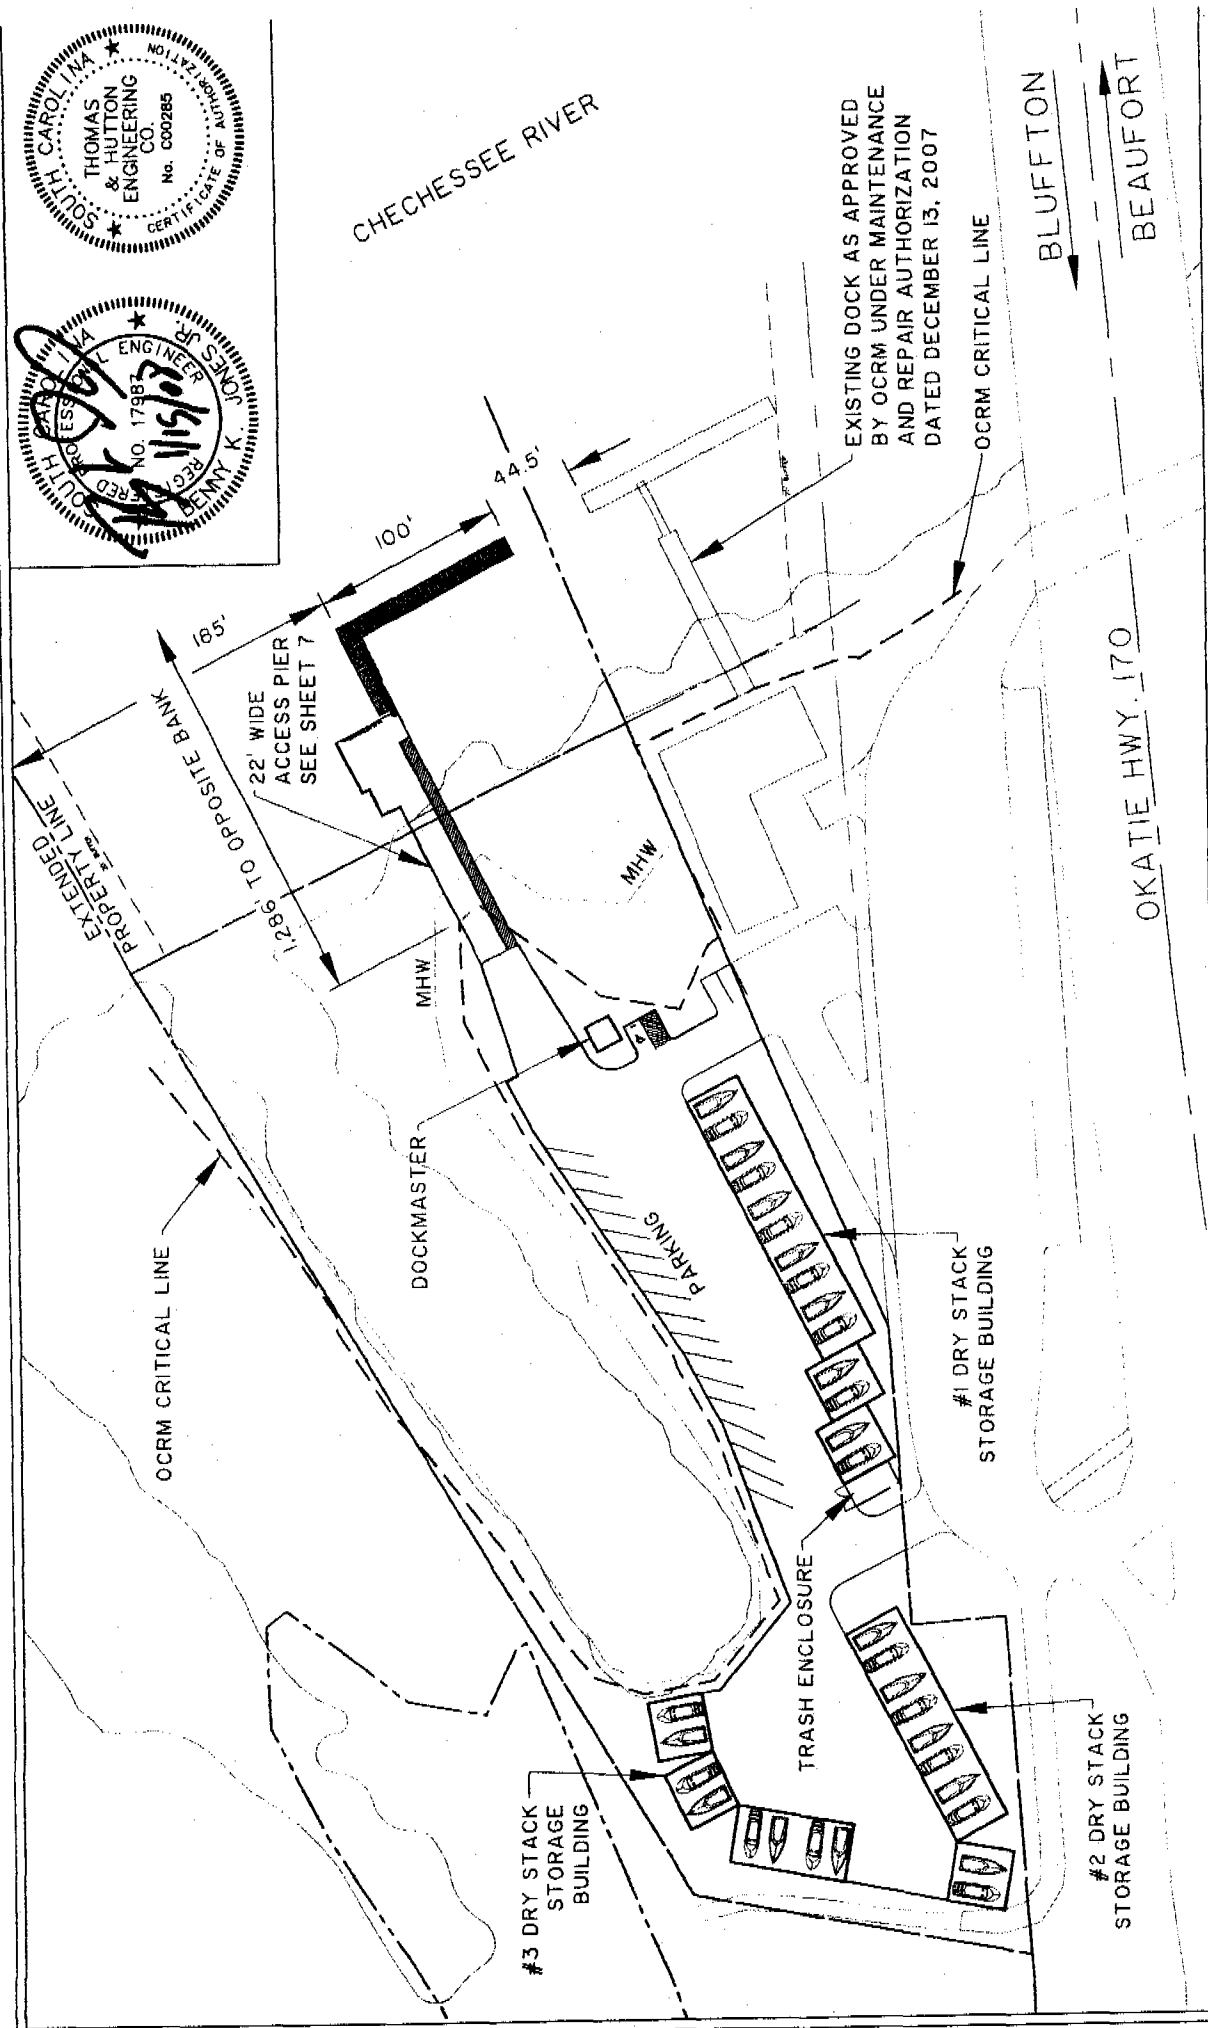 SOUTH CAROLINA
THOMAS
& HUTTON
ENGINEERING
CO.
No. C00285
CERTIFICATE OF AUTHORIZATION
SOUTH CAROLINA
REGISTERED PROFESSIONAL ENGINEER
NO. 17987
1/15/08
DENNY K. JONES JR.
CHECHESSEE RIVER
EXTENDED
PROPERTY LINE
185'
100'
44.5'
1,286 TO OPPOSITE BANK
22' WIDE
ACCESS PIER
SEE SHEET 7
MHW
MHW
EXISTING DOCK AS APPROVED
BY OCRM UNDER MAINTENANCE
AND REPAIR AUTHORIZATION
DATED DECEMBER 13, 2007
OCRM CRITICAL LINE
BLUFFTON
BEAUFORT
OKATIE HWY. 170
OCRM CRITICAL LINE
DOCKMASTER
PARKING
#1 DRY STACK
STORAGE BUILDING
TRASH ENCLOSURE
#3 DRY STACK
STORAGE
BUILDING
#2 DRY STACK
STORAGE BUILDING